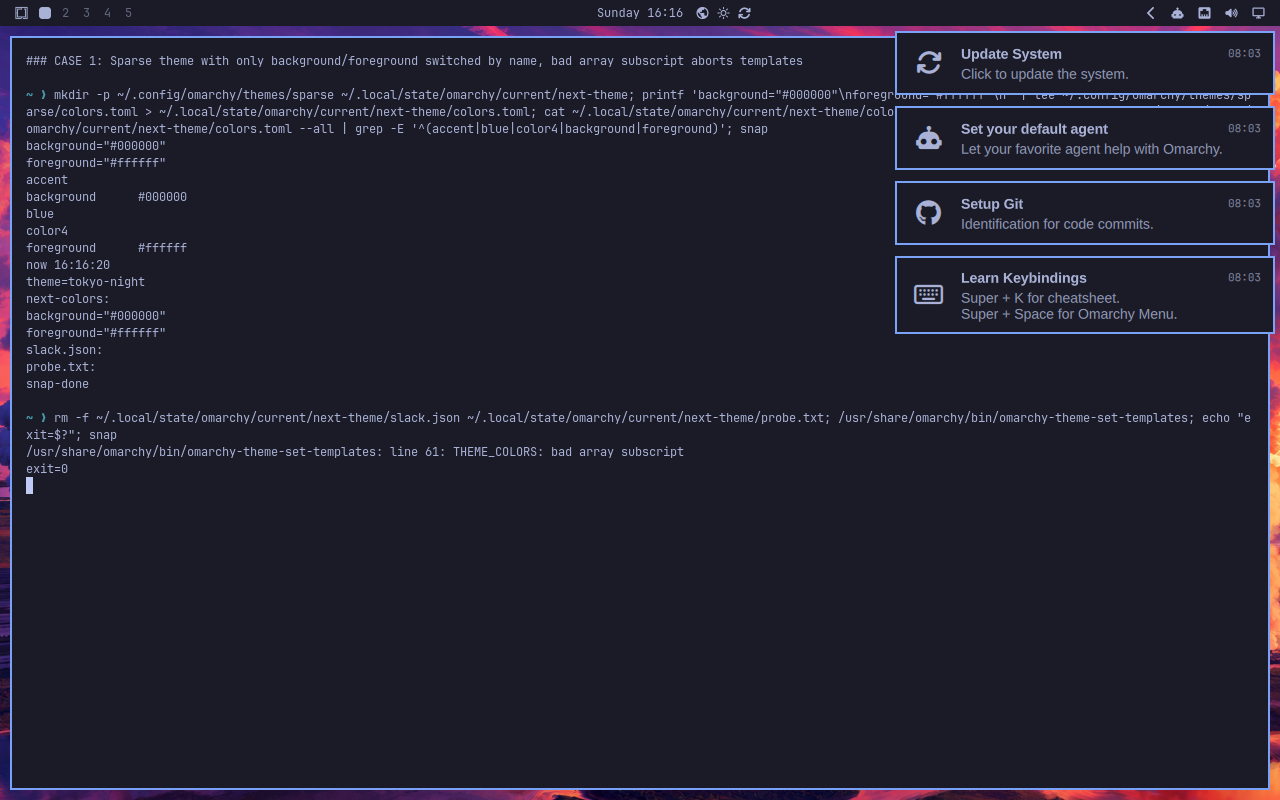 2 3 4 5 Sunday 16:16
### CASE 1: Sparse theme with only background/foreground switched by name, bad array subscript aborts templates
~ ❯ mkdir -p ~/.config/omarchy/themes/sparse ~/.local/state/omarchy/current/next-theme; printf 'background="#000000"\nforeground="#ffffff"\n' | tee ~/.config/omarchy/themes/sp
arse/colors.toml > ~/.local/state/omarchy/current/next-theme/colors.toml; cat ~/.local/state/omarchy/current/next-theme/colo
omarchy/current/next-theme/colors.toml --all | grep -E '^(accent|blue|color4|background|foreground)'; snap
background="#000000"
foreground="#ffffff"
accent
background #000000
blue
color4
foreground #ffffff
now 16:16:20
theme=tokyo-night
next-colors:
background="#000000"
foreground="#ffffff"
slack.json:
probe.txt:
snap-done
~ ❯ rm -f ~/.local/state/omarchy/current/next-theme/slack.json ~/.local/state/omarchy/current/next-theme/probe.txt; /usr/share/omarchy/bin/omarchy-theme-set-templates; echo "e
xit=$?"; snap
/usr/share/omarchy/bin/omarchy-theme-set-templates: line 61: THEME_COLORS: bad array subscript
exit=0
Update System 08:03
Click to update the system.
Set your default agent 08:03
Let your favorite agent help with Omarchy.
Setup Git 08:03
Identification for code commits.
Learn Keybindings 08:03
Super + K for cheatsheet.
Super + Space for Omarchy Menu.